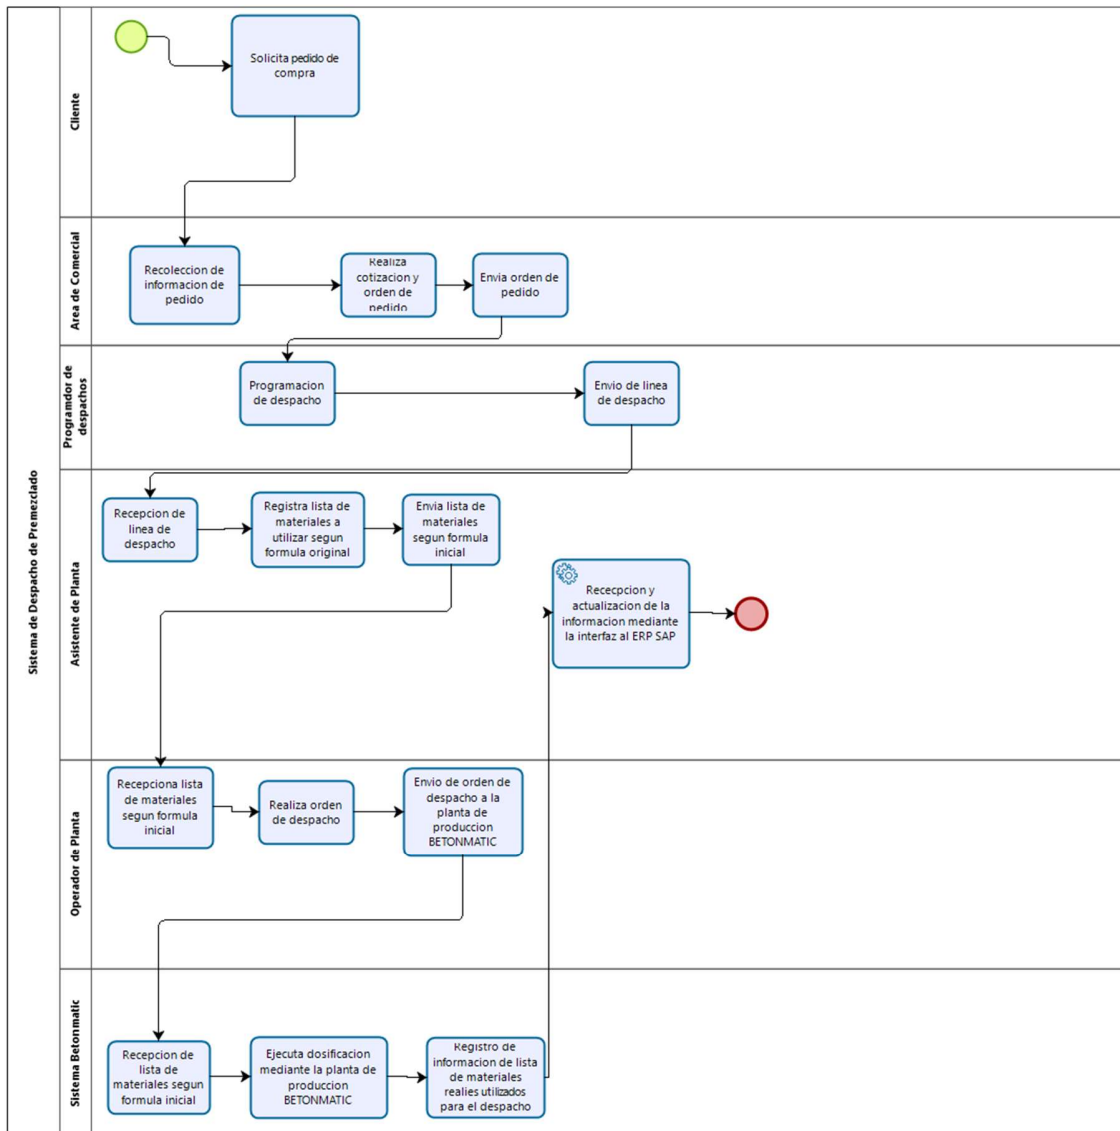 Sistema de Despacho de Premezclado
Cliente
Solicita pedido de
compra
Area de Comercial
Recoleccion de
informacion de
pedido
Realiza
cotizacion y
orden de
pedido
Envia orden de
pedido
Programdor de
despachos
Programacion
de despacho
Envio de linea
de despacho
Asistente de Planta
Recepcion de
linea de
despacho
Registra lista de
materiales a
utilizar segun
formula original
Envia lista de
materiales
segun formula
inicial
Rececpcion y
actualizacion de la
informacion mediante
la interfaz al ERP SAP
Operador de Planta
Recepciona lista
de materiales
segun formula
inicial
Realiza orden
de despacho
Envio de orden de
despacho a la
planta de
produccion
BETONMATIC
Sistema Betonmatic
Recepcion de
lista de
materiales segun
formula inicial
Ejecuta dosificacion
mediante la planta de
produccion
BETONMATIC
Registro de
informacion de lista
de materiales
realies utilizados
para el despacho